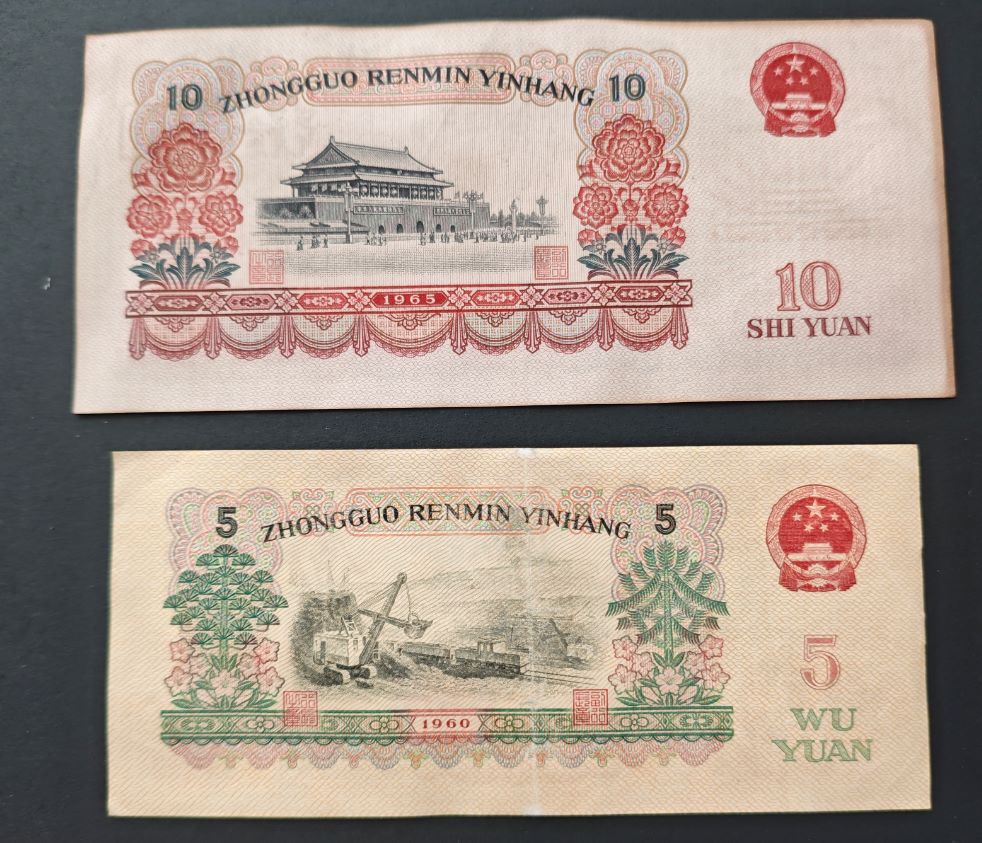 10 ZHONGGUO RENMIN YINHANG 10
1965
10
SHI YUAN
5 ZHONGGUO RENMIN YINHANG 5
1960
5
WU
YUAN